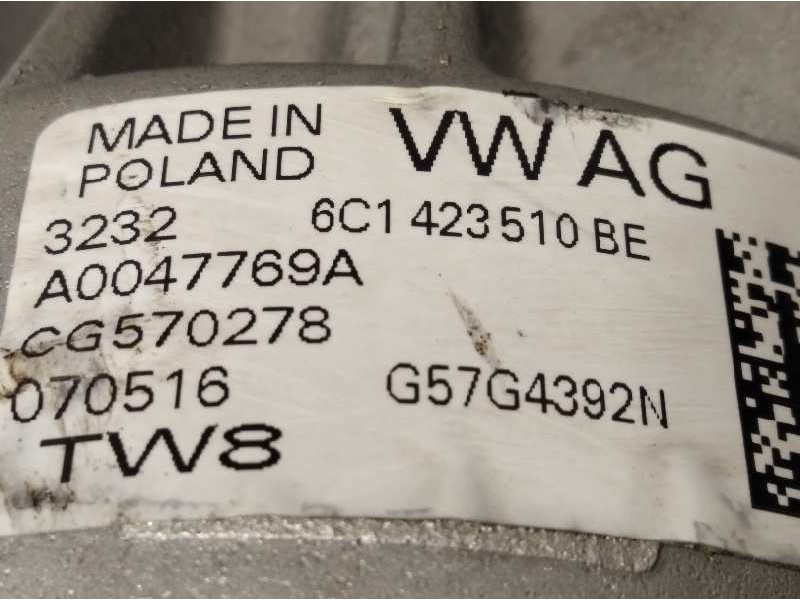 MADE IN
POLAND
VW AG
3232
6C1 423 510 BE
A0047769A
CG570278
070516
G57G4392N
TW8